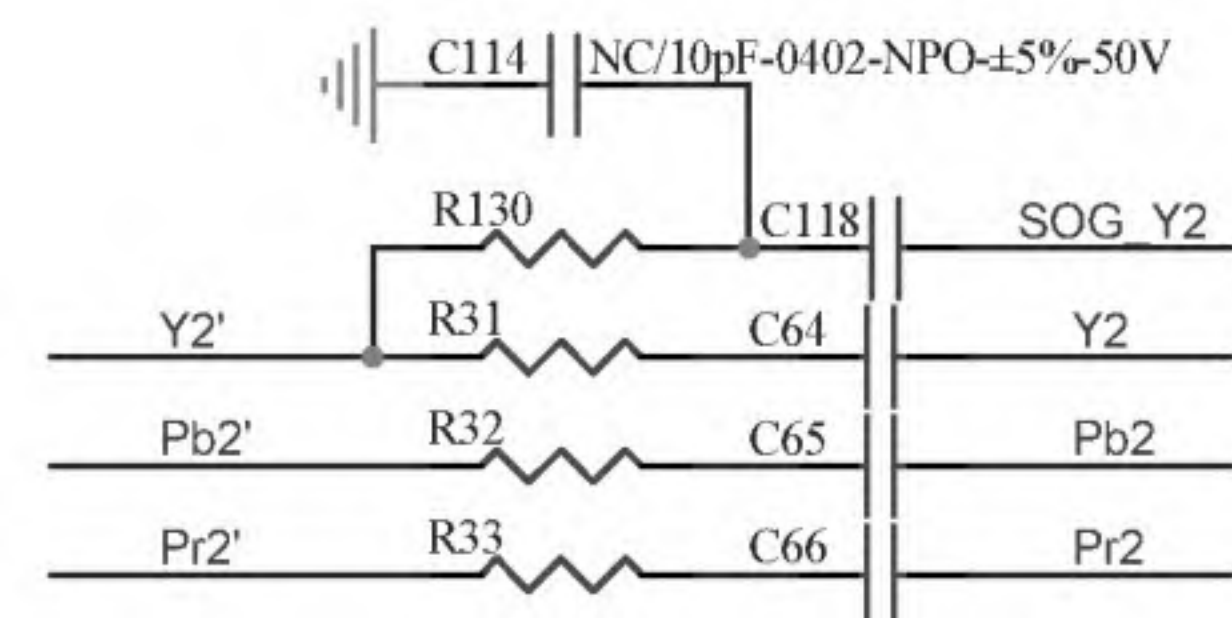 C114 NC/10pF-0402-NPO-±5%-50V
R130 C118 SOG_Y2
Y2' R31 C64 Y2
Pb2' R32 C65 Pb2
Pr2' R33 C66 Pr2